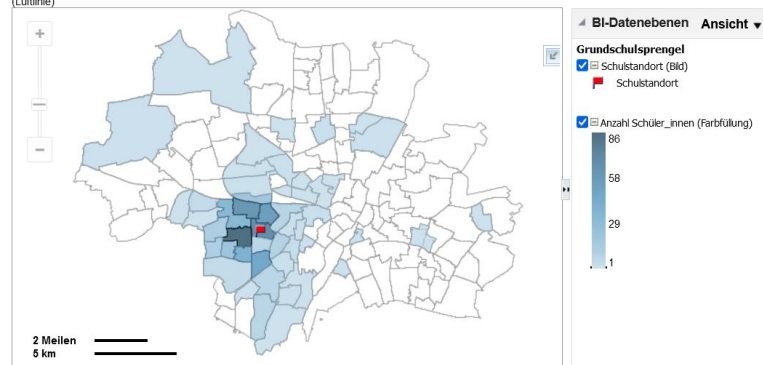 (Luftlinie)
2 Meilen
5 km
BI-Datenebenen Ansicht
Grundschulsprengel
Schulstandort (Bild)
Schulstandort
Anzahl Schüler_innen (Farbfüllung)
86
58
29
1